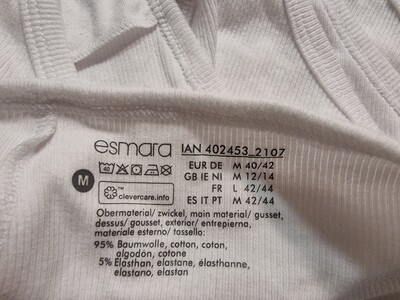 esmara IAN 402453_2107
40
EUR DE M 40/42
GB IE NI M 12/14
FR L 42/44
ES IT PT M 42/44
M
clevercare.info
Obermaterial/ zwickel, main material/ gusset,
dessus/ gousset, exterior/ entrepierna,
materiale esterno/ tassello:
95% Baumwolle, cotton, coton,
algodón, cotone
5% Elasthan, elastane, élasthanne,
elastano, elastan